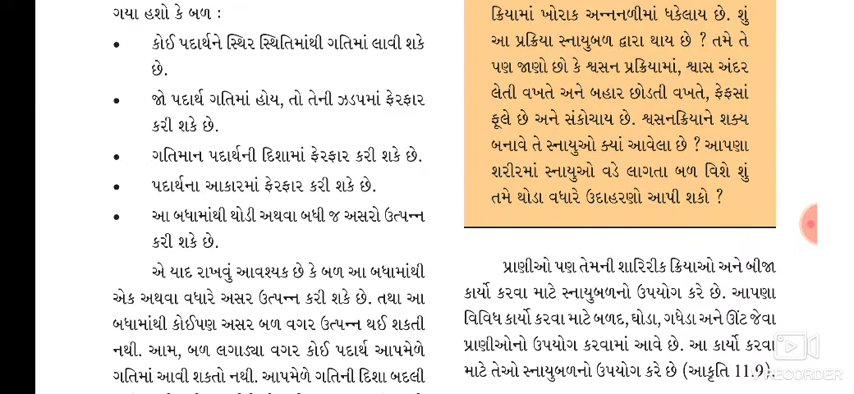 ગયા હશો કે બળ :
• કોઈ પદાર્થને સ્થિર સ્થિતિમાંથી ગતિમાં લાવી શકે
છે.
• જો પદાર્થ ગતિમાં હોય, તો તેની ઝડપમાં ફેરફાર
કરી શકે છે.
• ગતિમાન પદાર્થની દિશામાં ફેરફાર કરી શકે છે.
• પદાર્થના આકારમાં ફેરફાર કરી શકે છે.
• આ બધામાંથી થોડી અથવા બધી જ અસરો ઉત્પન્ન
કરી શકે છે.
એ યાદ રાખવું આવશ્યક છે કે બળ આ બધામાંથી
એક અથવા વધારે અસર ઉત્પન્ન કરી શકે છે. તથા આ
બધામાંથી કોઈપણ અસર બળ વગર ઉત્પન્ન થઈ શકતી
નથી. આમ, બળ લગાડ્યા વગર કોઈ પદાર્થ આપમેળે
ગતિમાં આવી શકતો નથી. આપમેળે ગતિની દિશા બદલી
ક્રિયામાં ખોરાક અન્નનળીમાં ધકેલાય છે. શું
આ પ્રક્રિયા સ્નાયુબળ દ્વારા થાય છે ? તમે તે
પણ જાણો છો કે શ્વસન પ્રક્રિયામાં, શ્વાસ અંદર
લેતી વખતે અને બહાર છોડતી વખતે, ફેફસાં
ફૂલે છે અને સંકોચાય છે. શ્વસનક્રિયાને શક્ય
બનાવે તે સ્નાયુઓ ક્યાં આવેલા છે ? આપણા
શરીરમાં સ્નાયુઓ વડે લાગતા બળ વિશે શું
તમે થોડા વધારે ઉદાહરણો આપી શકો ?
પ્રાણીઓ પણ તેમની શારિરીક ક્રિયાઓ અને બીજા
કાર્યો કરવા માટે સ્નાયુબળનો ઉપયોગ કરે છે. આપણા
વિવિધ કાર્યો કરવા માટે બળદ, ઘોડા, ગધેડા અને ઊંટ જેવા
પ્રાણીઓનો ઉપયોગ કરવામાં આવે છે. આ કાર્યો કરવા
માટે તેઓ સ્નાયુબળનો ઉપયોગ કરે છે (આકૃતિ 11.9).
RECORDER